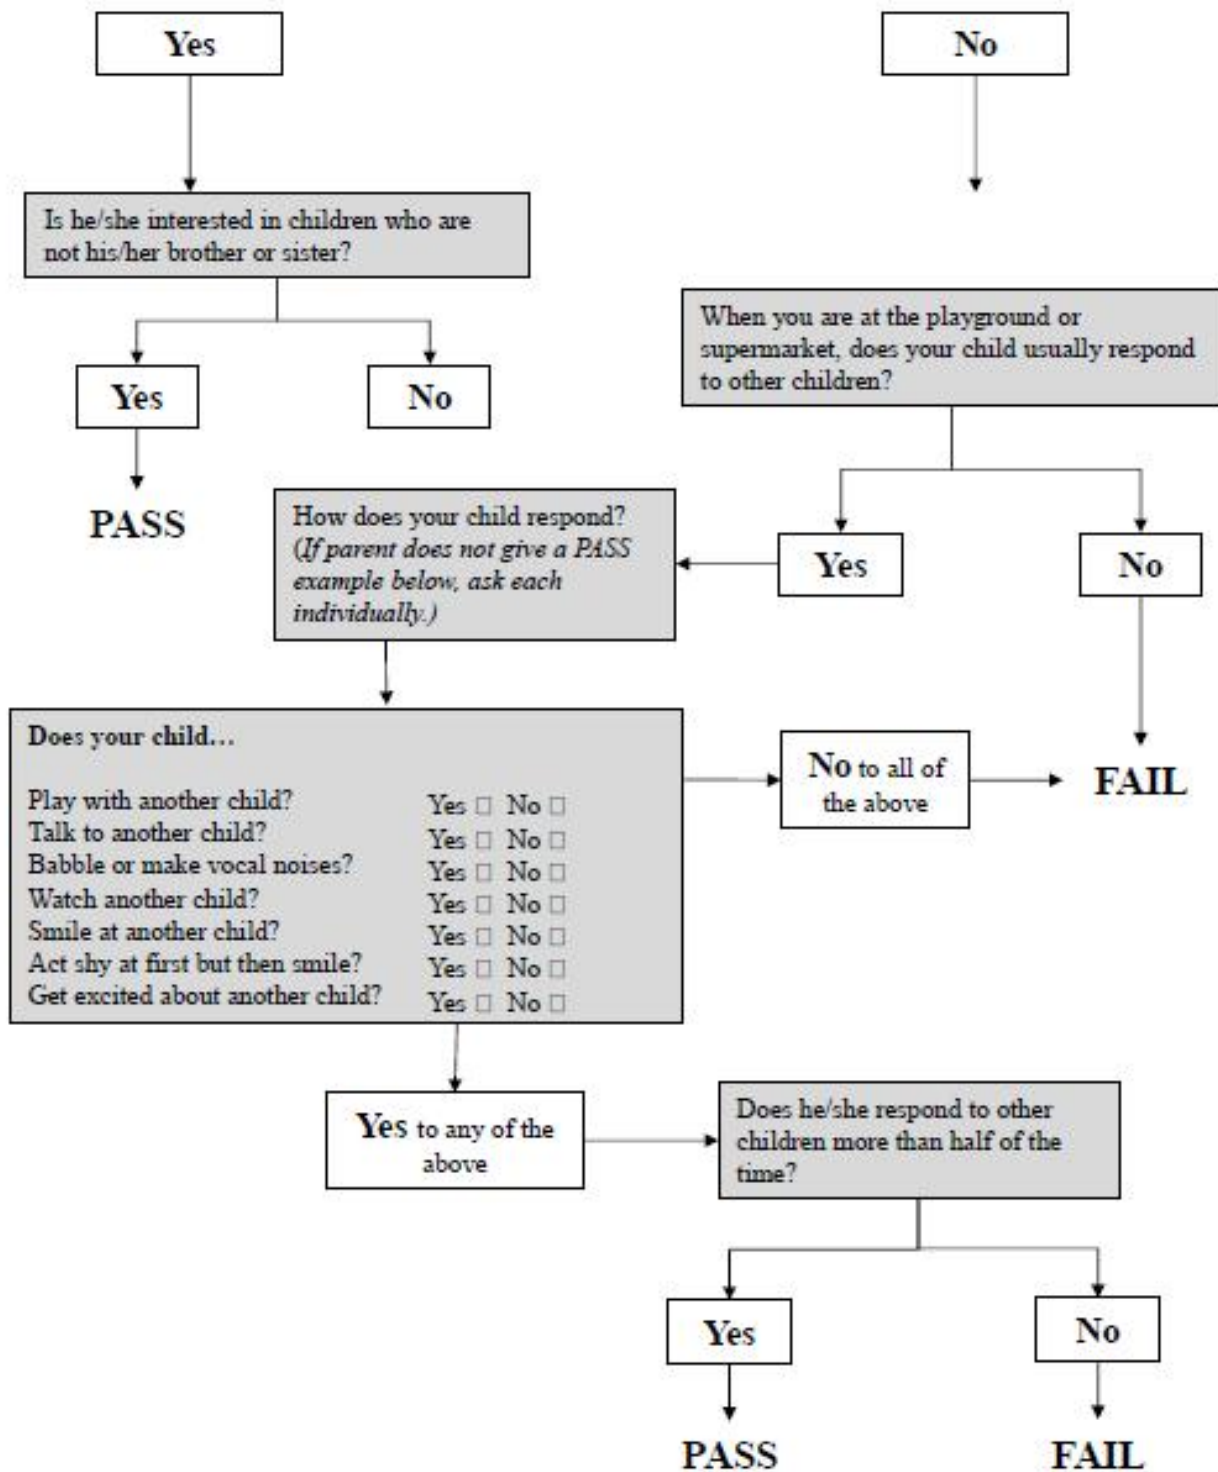 Yes
No
Is he/she interested in children who are
not his/her brother or sister?
When you are at the playground or
supermarket, does your child usually respond
to other children?
Yes
No
PASS
How does your child respond?
(If parent does not give a PASS
example below, ask each
individually.)
Yes
No
Does your child...
Play with another child? Yes □ No □
Talk to another child? Yes □ No □
Babble or make vocal noises? Yes □ No □
Watch another child? Yes □ No □
Smile at another child? Yes □ No □
Act shy at first but then smile? Yes □ No □
Get excited about another child? Yes □ No □
No to all of
the above
FAIL
Yes to any of the
above
Does he/she respond to other
children more than half of the
time?
Yes
No
PASS
FAIL